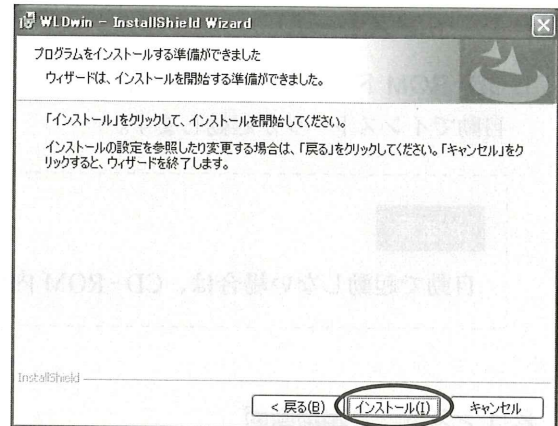 WLDwin - InstallShield Wizard
プログラムをインストールする準備ができました
ウィザードは、インストールを開始する準備ができました。
「インストール」をクリックして、インストールを開始してください。
インストールの設定を参照したり変更する場合は、「戻る」をクリックしてください。「キャンセル」をク
リックすると、ウィザードを終了します。
InstallShield
< 戻る(B)
インストール(I)
キャンセル